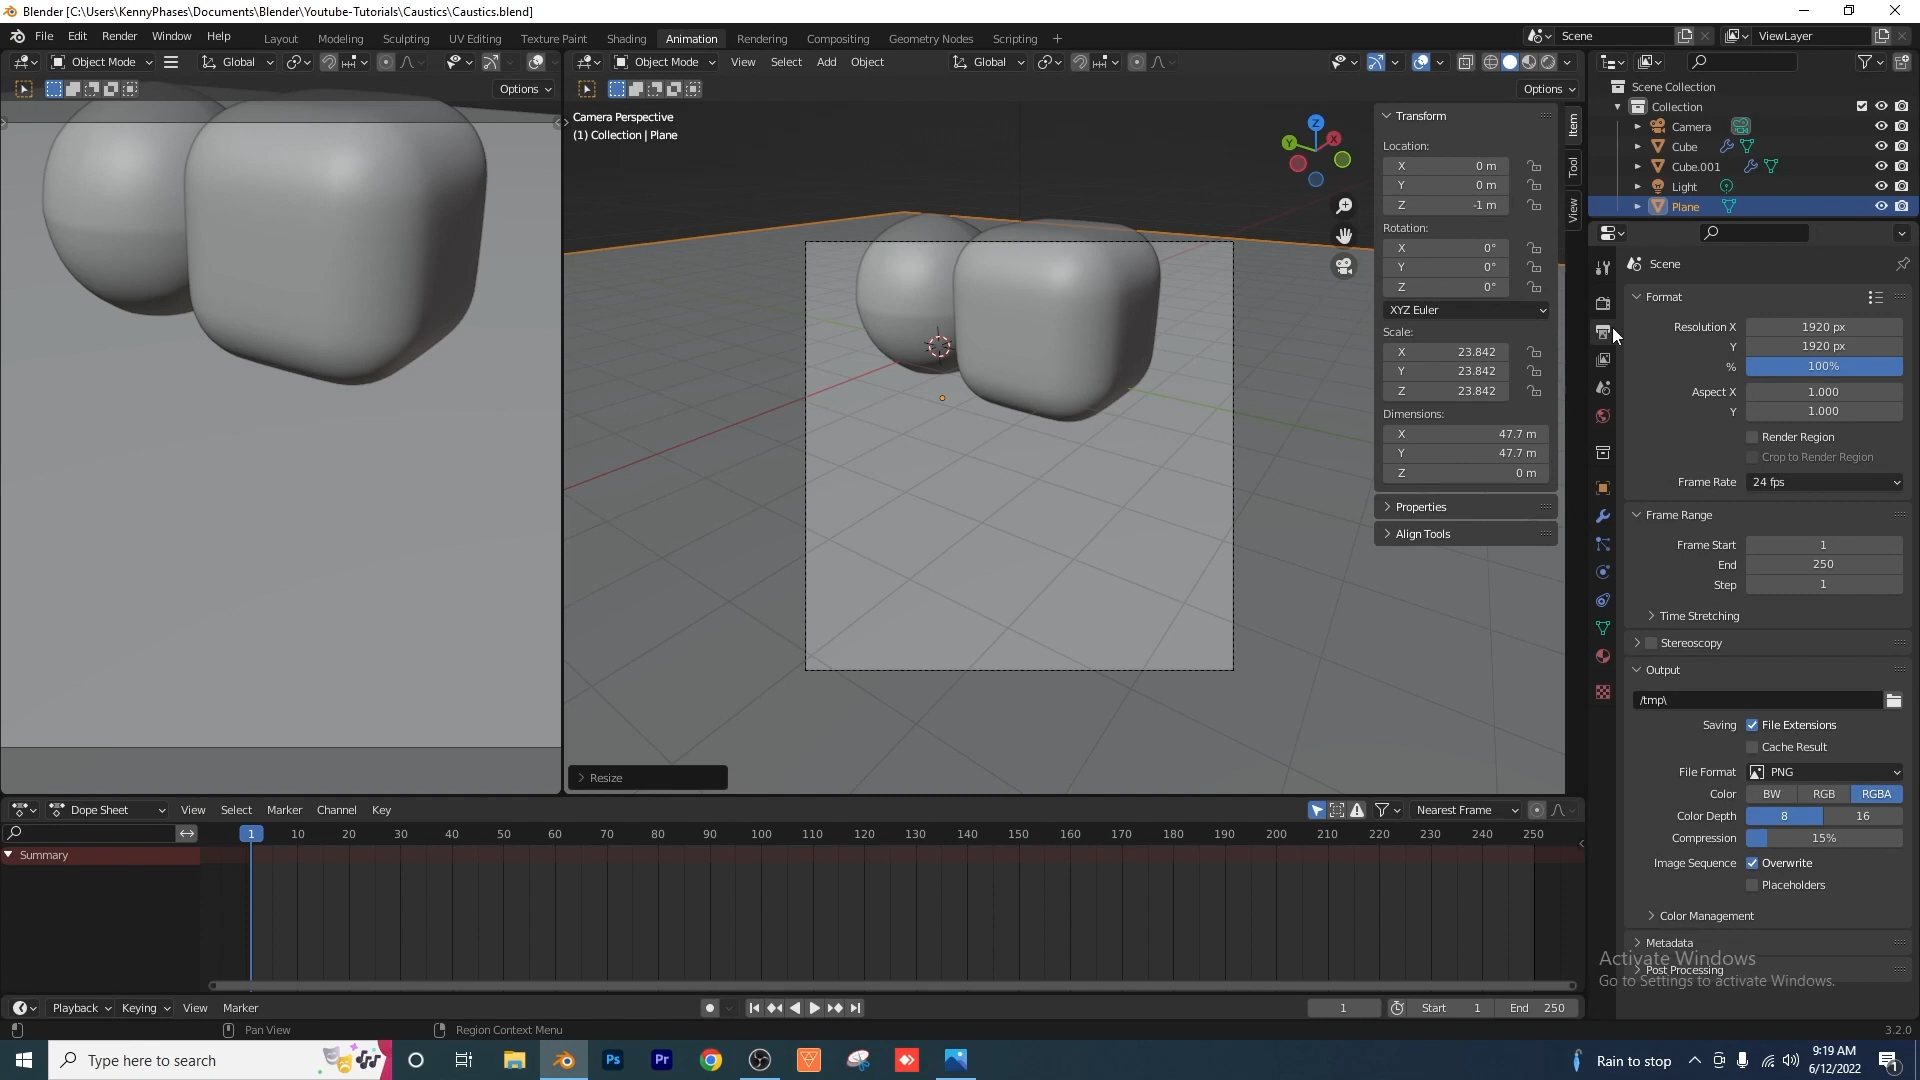 Blender [C:\Users\KennyPhases\Documents\Blender\Youtube-Tutorials\Caustics\Caustics.blend]
File Edit Render Window Help Layout Modeling Sculpting UV Editing Texture Paint Shading Animation Rendering Compositing Geometry Nodes Scripting + Scene ViewLayer
Object Mode Global Object Mode View Select Add Object Global
Options Options
Camera Perspective
(1) Collection | Plane
Z
Y
X
Transform
Location:
X 0 m
Y 0 m
Z -1 m
Rotation:
X 0°
Y 0°
Z 0°
XYZ Euler
Scale:
X 23.842
Y 23.842
Z 23.842
Dimensions:
X 47.7 m
Y 47.7 m
Z 0 m
Properties
Align Tools
Item
Tool
View
Resize
Scene Collection
Collection
Camera
Cube
Cube.001
Light
Plane
Scene
Format
Resolution X 1920 px
Y 1920 px
% 100%
Aspect X 1.000
Y 1.000
Render Region
Crop to Render Region
Frame Rate 24 fps
Frame Range
Frame Start 1
End 250
Step 1
Time Stretching
Stereoscopy
Output
/tmp\
Saving File Extensions
Cache Result
File Format PNG
Color BW RGB RGBA
Color Depth 8 16
Compression 15%
Image Sequence Overwrite
Placeholders
Color Management
Metadata
Activate Windows
Post Processing
Go to Settings to activate Windows.
Dope Sheet View Select Marker Channel Key Nearest Frame
1 10 20 30 40 50 60 70 80 90 100 110 120 130 140 150 160 170 180 190 200 210 220 230 240 250
Summary
Playback Keying View Marker 1 Start 1 End 250
Pan View Region Context Menu 3.2.0
Type here to search Ps Pr Rain to stop 9:19 AM
6/12/2022
1